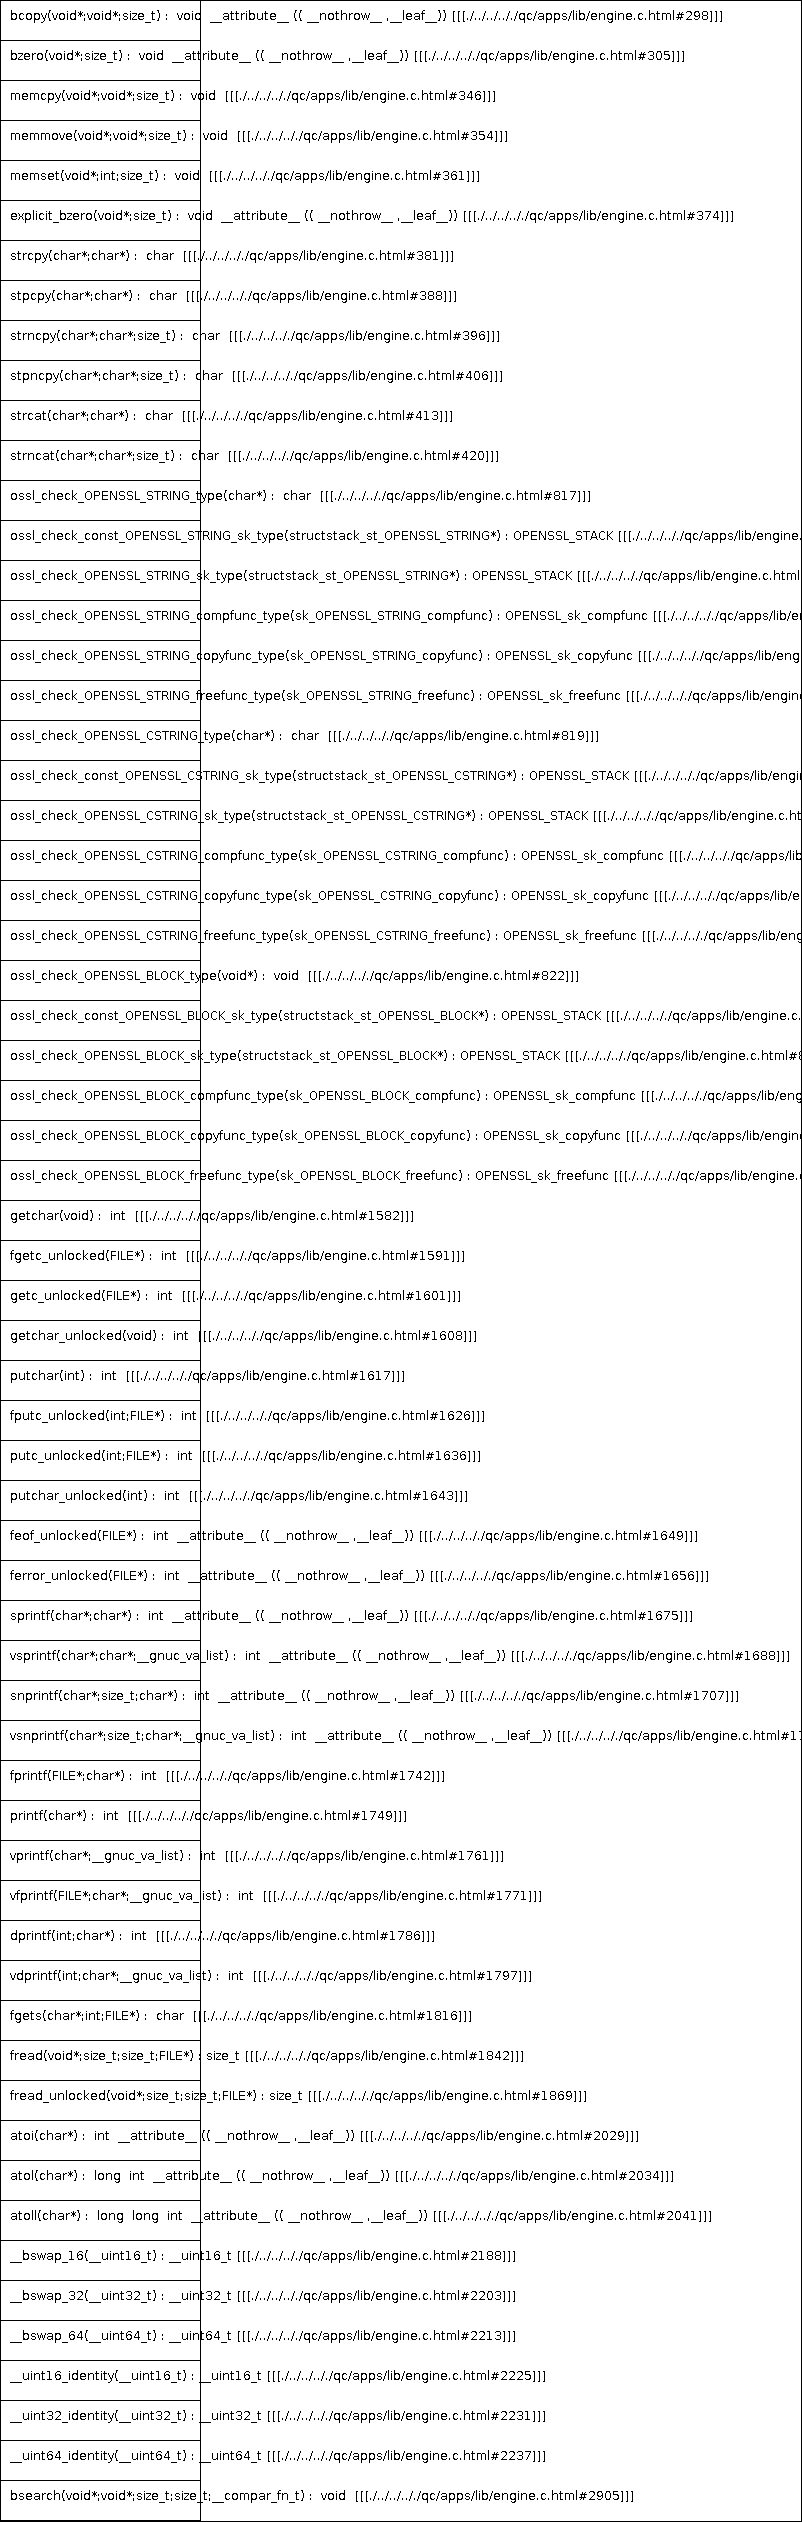 bcopy(void*;void*;size_t) :  void  __attribute__ (( __nothrow__ ,__leaf__)) [[[./../../.././qc/apps/lib/engine.c.html#298]]]
bzero(void*;size_t) :  void  __attribute__ (( __nothrow__ ,__leaf__)) [[[./../../.././qc/apps/lib/engine.c.html#305]]]
memcpy(void*;void*;size_t) :  void  [[[./../../.././qc/apps/lib/engine.c.html#346]]]
memmove(void*;void*;size_t) :  void  [[[./../../.././qc/apps/lib/engine.c.html#354]]]
memset(void*;int;size_t) :  void  [[[./../../.././qc/apps/lib/engine.c.html#361]]]
explicit_bzero(void*;size_t) :  void  __attribute__ (( __nothrow__ ,__leaf__)) [[[./../../.././qc/apps/lib/engine.c.html#374]]]
strcpy(char*;char*) :  char  [[[./../../.././qc/apps/lib/engine.c.html#381]]]
stpcpy(char*;char*) :  char  [[[./../../.././qc/apps/lib/engine.c.html#388]]]
strncpy(char*;char*;size_t) :  char  [[[./../../.././qc/apps/lib/engine.c.html#396]]]
stpncpy(char*;char*;size_t) :  char  [[[./../../.././qc/apps/lib/engine.c.html#406]]]
strcat(char*;char*) :  char  [[[./../../.././qc/apps/lib/engine.c.html#413]]]
strncat(char*;char*;size_t) :  char  [[[./../../.././qc/apps/lib/engine.c.html#420]]]
ossl_check_OPENSSL_STRING_type(char*) :  char  [[[./../../.././qc/apps/lib/engine.c.html#817]]]
ossl_check_const_OPENSSL_STRING_sk_type(structstack_st_OPENSSL_STRING*) : OPENSSL_STACK [[[./../../.././qc/apps/lib/engine.
ossl_check_OPENSSL_STRING_sk_type(structstack_st_OPENSSL_STRING*) : OPENSSL_STACK [[[./../../.././qc/apps/lib/engine.c.html
ossl_check_OPENSSL_STRING_compfunc_type(sk_OPENSSL_STRING_compfunc) : OPENSSL_sk_compfunc [[[./../../.././qc/apps/lib/e
ossl_check_OPENSSL_STRING_copyfunc_type(sk_OPENSSL_STRING_copyfunc) : OPENSSL_sk_copyfunc [[[./../../.././qc/apps/lib/eng
ossl_check_OPENSSL_STRING_freefunc_type(sk_OPENSSL_STRING_freefunc) : OPENSSL_sk_freefunc [[[./../../.././qc/apps/lib/engine
ossl_check_OPENSSL_CSTRING_type(char*) :  char  [[[./../../.././qc/apps/lib/engine.c.html#819]]]
ossl_check_const_OPENSSL_CSTRING_sk_type(structstack_st_OPENSSL_CSTRING*) : OPENSSL_STACK [[[./../../.././qc/apps/lib/engi
ossl_check_OPENSSL_CSTRING_sk_type(structstack_st_OPENSSL_CSTRING*) : OPENSSL_STACK [[[./../../.././qc/apps/lib/engine.c.ht
ossl_check_OPENSSL_CSTRING_compfunc_type(sk_OPENSSL_CSTRING_compfunc) : OPENSSL_sk_compfunc [[[./../../.././qc/apps/lib
ossl_check_OPENSSL_CSTRING_copyfunc_type(sk_OPENSSL_CSTRING_copyfunc) : OPENSSL_sk_copyfunc [[[./../../.././qc/apps/lib/e
ossl_check_OPENSSL_CSTRING_freefunc_type(sk_OPENSSL_CSTRING_freefunc) : OPENSSL_sk_freefunc [[[./../../.././qc/apps/lib/eng
ossl_check_OPENSSL_BLOCK_type(void*) :  void  [[[./../../.././qc/apps/lib/engine.c.html#822]]]
ossl_check_const_OPENSSL_BLOCK_sk_type(structstack_st_OPENSSL_BLOCK*) : OPENSSL_STACK [[[./../../.././qc/apps/lib/engine.c.
ossl_check_OPENSSL_BLOCK_sk_type(structstack_st_OPENSSL_BLOCK*) : OPENSSL_STACK [[[./../../.././qc/apps/lib/engine.c.html#8
ossl_check_OPENSSL_BLOCK_compfunc_type(sk_OPENSSL_BLOCK_compfunc) : OPENSSL_sk_compfunc [[[./../../.././qc/apps/lib/eng
ossl_check_OPENSSL_BLOCK_copyfunc_type(sk_OPENSSL_BLOCK_copyfunc) : OPENSSL_sk_copyfunc [[[./../../.././qc/apps/lib/engine
ossl_check_OPENSSL_BLOCK_freefunc_type(sk_OPENSSL_BLOCK_freefunc) : OPENSSL_sk_freefunc [[[./../../.././qc/apps/lib/engine.c
getchar(void) :  int  [[[./../../.././qc/apps/lib/engine.c.html#1582]]]
fgetc_unlocked(FILE*) :  int  [[[./../../.././qc/apps/lib/engine.c.html#1591]]]
getc_unlocked(FILE*) :  int  [[[./../../.././qc/apps/lib/engine.c.html#1601]]]
getchar_unlocked(void) :  int  [[[./../../.././qc/apps/lib/engine.c.html#1608]]]
putchar(int) :  int  [[[./../../.././qc/apps/lib/engine.c.html#1617]]]
fputc_unlocked(int;FILE*) :  int  [[[./../../.././qc/apps/lib/engine.c.html#1626]]]
putc_unlocked(int;FILE*) :  int  [[[./../../.././qc/apps/lib/engine.c.html#1636]]]
putchar_unlocked(int) :  int  [[[./../../.././qc/apps/lib/engine.c.html#1643]]]
feof_unlocked(FILE*) :  int  __attribute__ (( __nothrow__ ,__leaf__)) [[[./../../.././qc/apps/lib/engine.c.html#1649]]]
ferror_unlocked(FILE*) :  int  __attribute__ (( __nothrow__ ,__leaf__)) [[[./../../.././qc/apps/lib/engine.c.html#1656]]]
sprintf(char*;char*) :  int  __attribute__ (( __nothrow__ ,__leaf__)) [[[./../../.././qc/apps/lib/engine.c.html#1675]]]
vsprintf(char*;char*;__gnuc_va_list) :  int  __attribute__ (( __nothrow__ ,__leaf__)) [[[./../../.././qc/apps/lib/engine.c.html#1688]]]
snprintf(char*;size_t;char*) :  int  __attribute__ (( __nothrow__ ,__leaf__)) [[[./../../.././qc/apps/lib/engine.c.html#1707]]]
vsnprintf(char*;size_t;char*;__gnuc_va_list) :  int  __attribute__ (( __nothrow__ ,__leaf__)) [[[./../../.././qc/apps/lib/engine.c.html#17
fprintf(FILE*;char*) :  int  [[[./../../.././qc/apps/lib/engine.c.html#1742]]]
printf(char*) :  int  [[[./../../.././qc/apps/lib/engine.c.html#1749]]]
vprintf(char*;__gnuc_va_list) :  int  [[[./../../.././qc/apps/lib/engine.c.html#1761]]]
vfprintf(FILE*;char*;__gnuc_va_list) :  int  [[[./../../.././qc/apps/lib/engine.c.html#1771]]]
dprintf(int;char*) :  int  [[[./../../.././qc/apps/lib/engine.c.html#1786]]]
vdprintf(int;char*;__gnuc_va_list) :  int  [[[./../../.././qc/apps/lib/engine.c.html#1797]]]
fgets(char*;int;FILE*) :  char  [[[./../../.././qc/apps/lib/engine.c.html#1816]]]
fread(void*;size_t;size_t;FILE*) : size_t [[[./../../.././qc/apps/lib/engine.c.html#1842]]]
fread_unlocked(void*;size_t;size_t;FILE*) : size_t [[[./../../.././qc/apps/lib/engine.c.html#1869]]]
atoi(char*) :  int  __attribute__ (( __nothrow__ ,__leaf__)) [[[./../../.././qc/apps/lib/engine.c.html#2029]]]
atol(char*) :  long  int  __attribute__ (( __nothrow__ ,__leaf__)) [[[./../../.././qc/apps/lib/engine.c.html#2034]]]
atoll(char*) :  long  long  int  __attribute__ (( __nothrow__ ,__leaf__)) [[[./../../.././qc/apps/lib/engine.c.html#2041]]]
__bswap_16(__uint16_t) : __uint16_t [[[./../../.././qc/apps/lib/engine.c.html#2188]]]
__bswap_32(__uint32_t) : __uint32_t [[[./../../.././qc/apps/lib/engine.c.html#2203]]]
__bswap_64(__uint64_t) : __uint64_t [[[./../../.././qc/apps/lib/engine.c.html#2213]]]
__uint16_identity(__uint16_t) : __uint16_t [[[./../../.././qc/apps/lib/engine.c.html#2225]]]
__uint32_identity(__uint32_t) : __uint32_t [[[./../../.././qc/apps/lib/engine.c.html#2231]]]
__uint64_identity(__uint64_t) : __uint64_t [[[./../../.././qc/apps/lib/engine.c.html#2237]]]
bsearch(void*;void*;size_t;size_t;__compar_fn_t) :  void  [[[./../../.././qc/apps/lib/engine.c.html#2905]]]